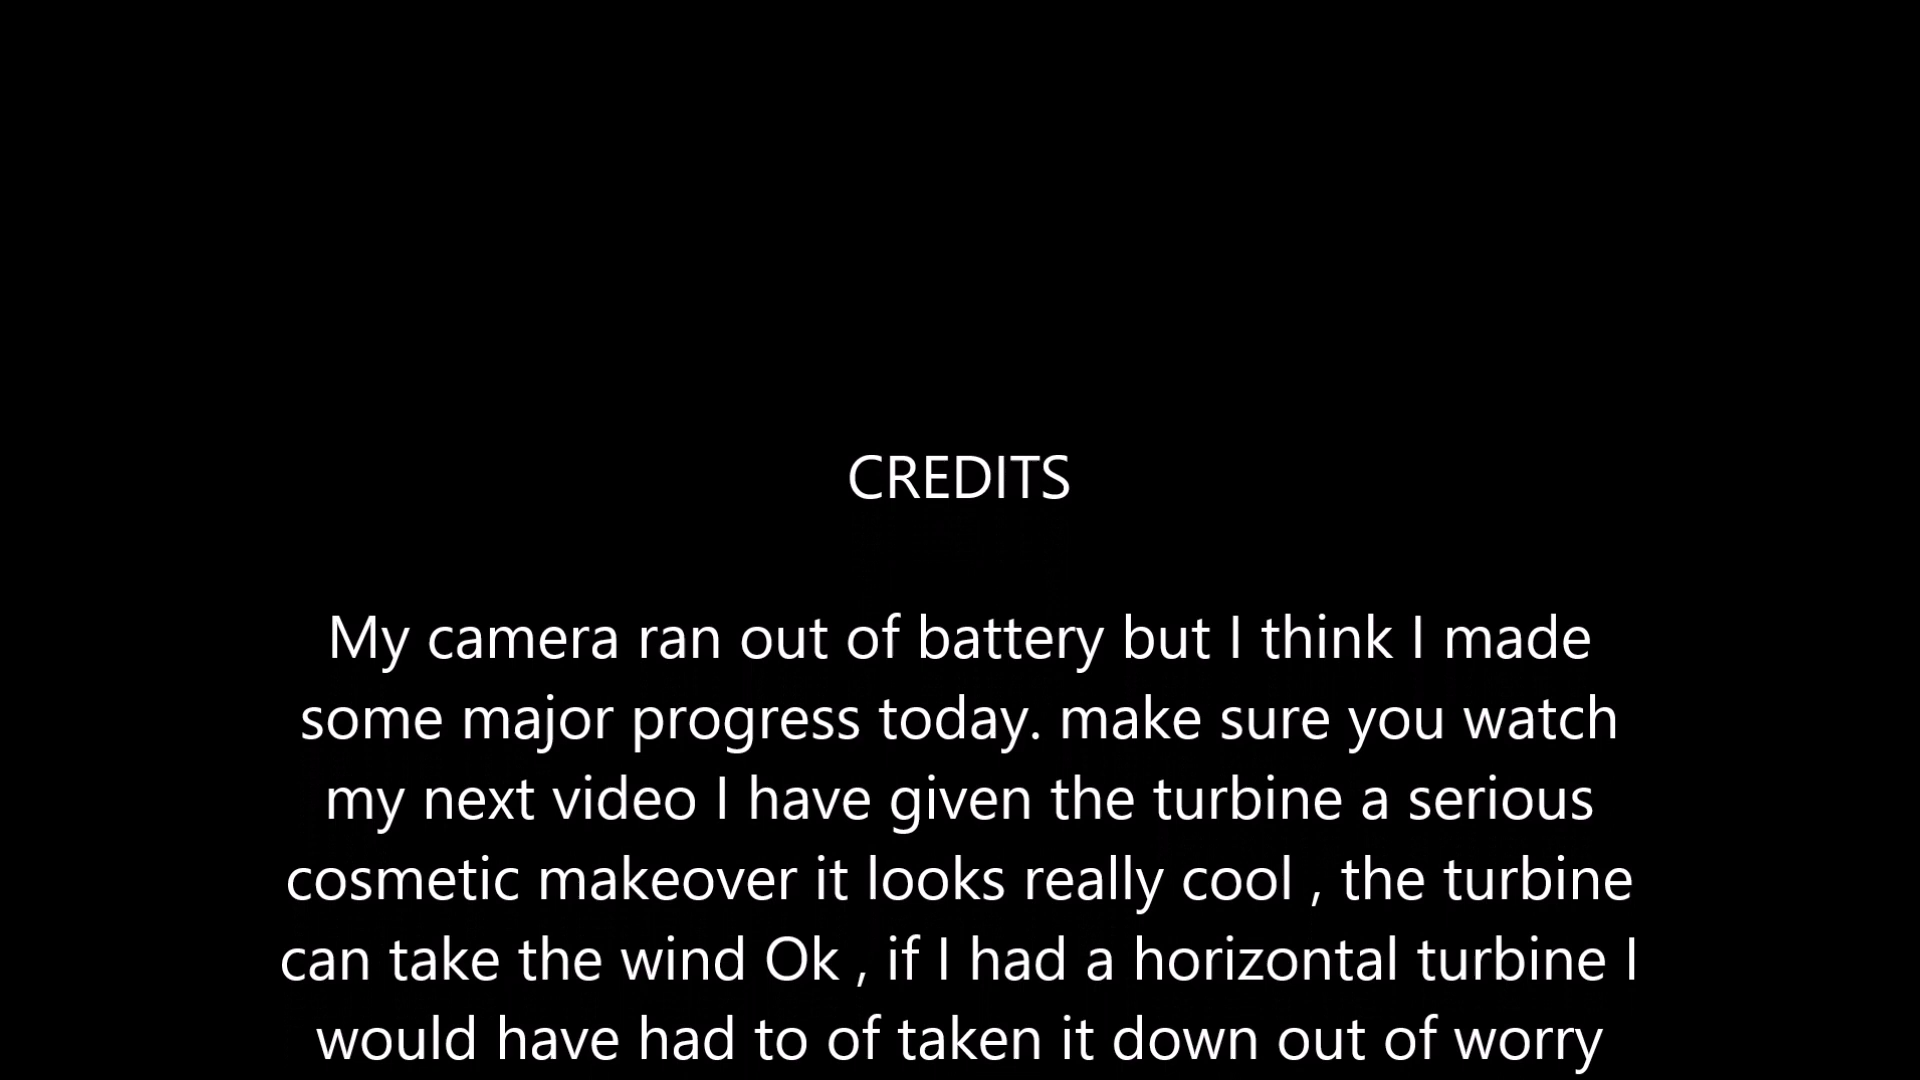 CREDITS
My camera ran out of battery but I think I made
some major progress today. make sure you watch
my next video I have given the turbine a serious
cosmetic makeover it looks really cool , the turbine
can take the wind Ok , if I had a horizontal turbine I
would have had to of taken it down out of worry